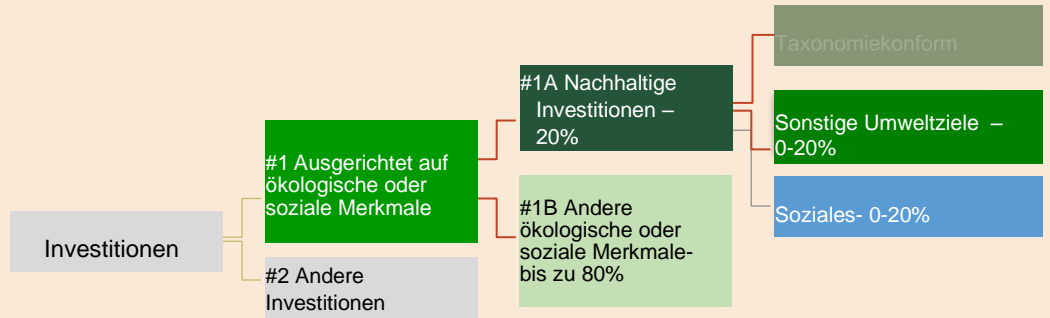 Investitionen
#1 Ausgerichtet auf
ökologische oder
soziale Merkmale
#2 Andere
Investitionen
#1A Nachhaltige
Investitionen –
20%
#1B Andere
ökologische oder
soziale Merkmale-
bis zu 80%
Taxonomiekonform
Sonstige Umweltziele –
0-20%
Soziales- 0-20%